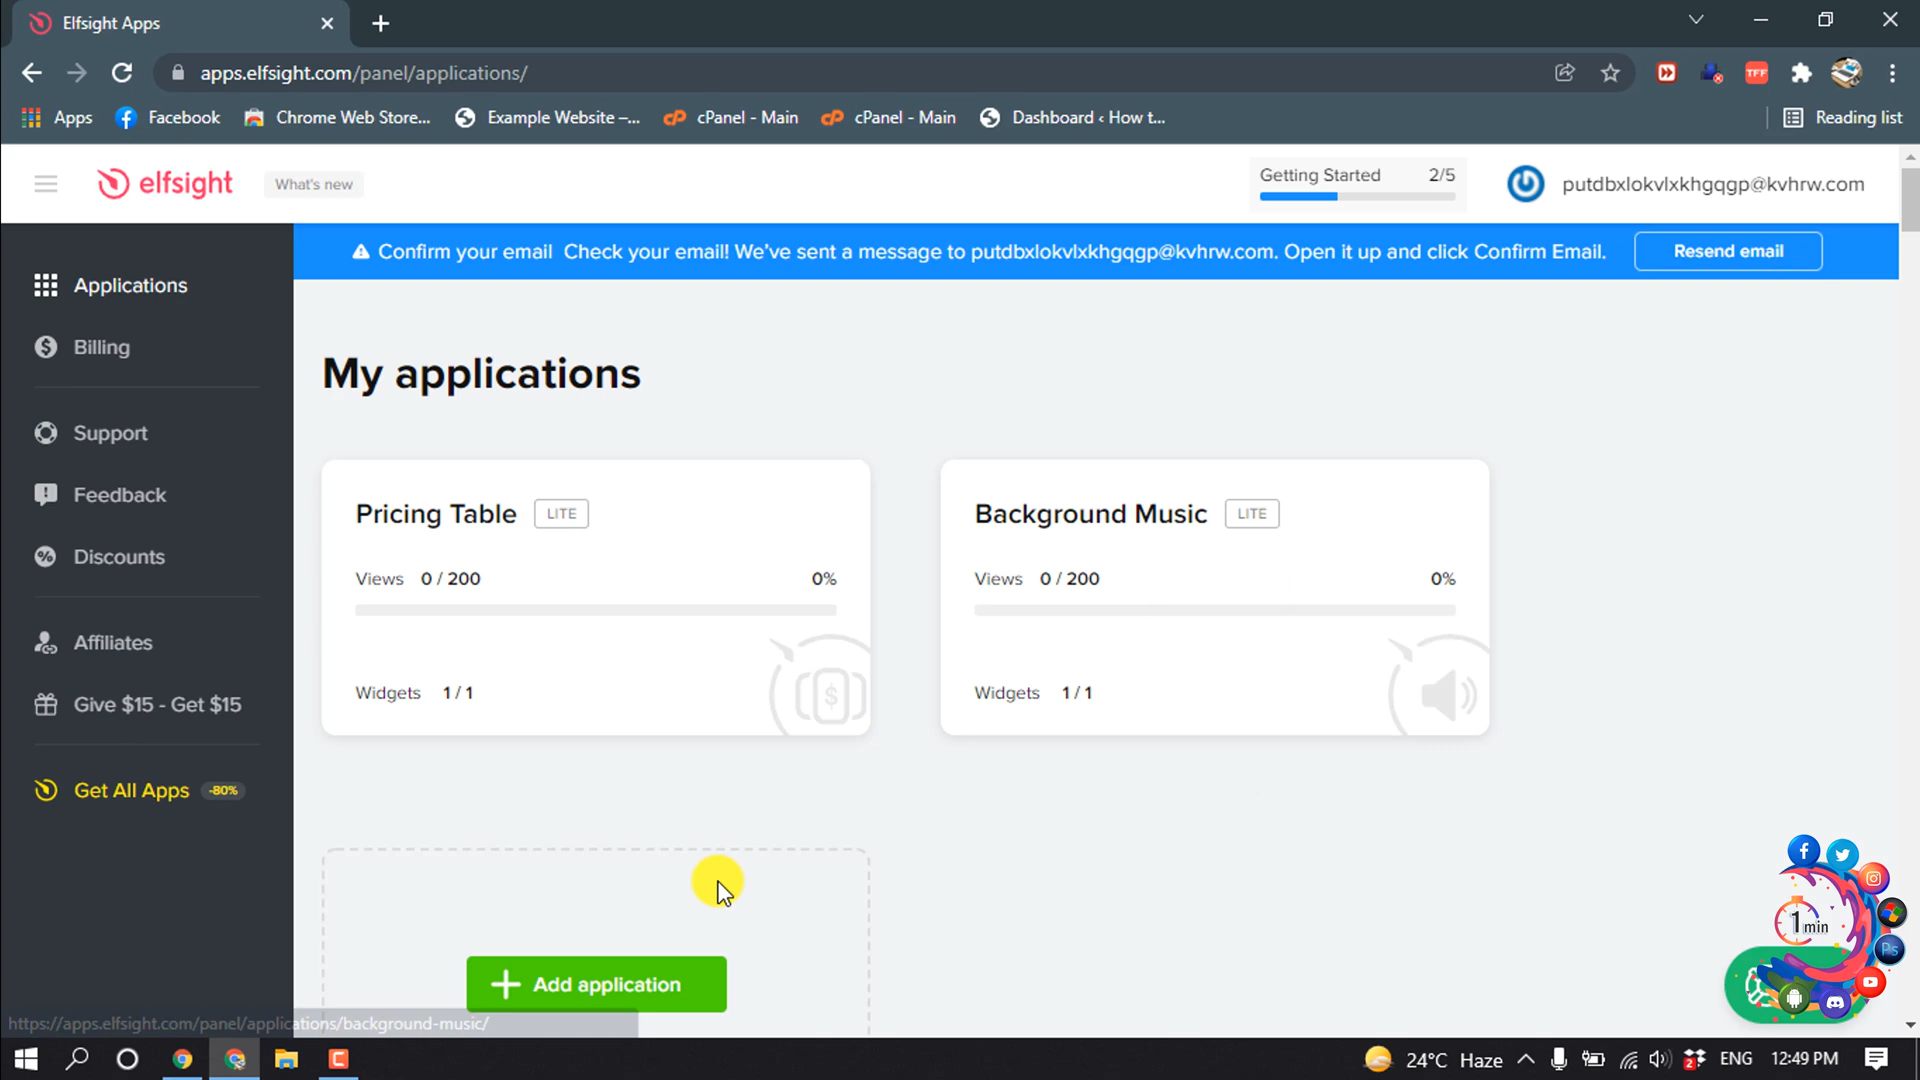 Elfsight Apps
apps.elfsight.com/panel/applications/
TFF
Apps
Facebook
Chrome Web Store...
Example Website –...
cPanel - Main
cPanel - Main
Dashboard ‹ How t...
Reading list
elfsight
What's new
Getting Started 2/5
putdbxlokvlxkhgqgp@kvhrw.com
Confirm your email Check your email! We've sent a message to putdbxlokvlxkhgqgp@kvhrw.com. Open it up and click Confirm Email.
Resend email
Applications
Billing
Support
Feedback
Discounts
Affiliates
Give $15 - Get $15
Get All Apps -80%
My applications
Pricing Table LITE
Views 0 / 200 0%
Widgets 1 / 1
Background Music LITE
Views 0 / 200 0%
Widgets 1 / 1
Add application
1 min
Ps
https://apps.elfsight.com/panel/applications/background-music/
24°C Haze
2
ENG
12:49 PM